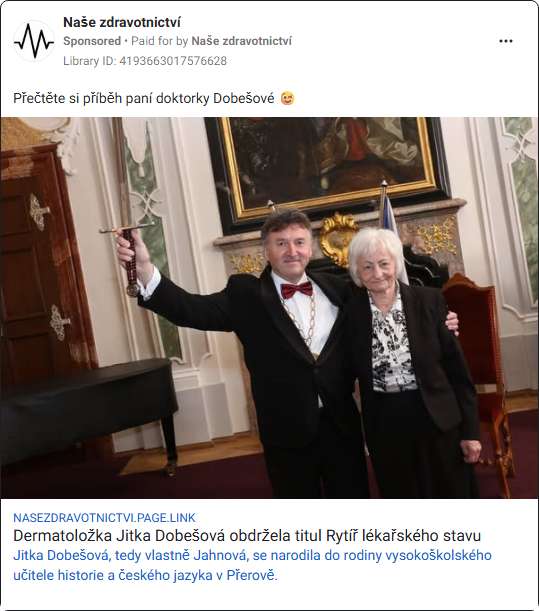 Naše zdravotnictví
Sponsored • Paid for by Naše zdravotnictví
Library ID: 4193663017576628
Přečtěte si příběh paní doktorky Dobešové 😉
NASEZDRAVOTNICTVI.PAGE.LINK
Dermatoložka Jitka Dobešová obdržela titul Rytíř lékařského stavu
Jitka Dobešová, tedy vlastně Jahnová, se narodila do rodiny vysokoškolského
učitele historie a českého jazyka v Přerově.